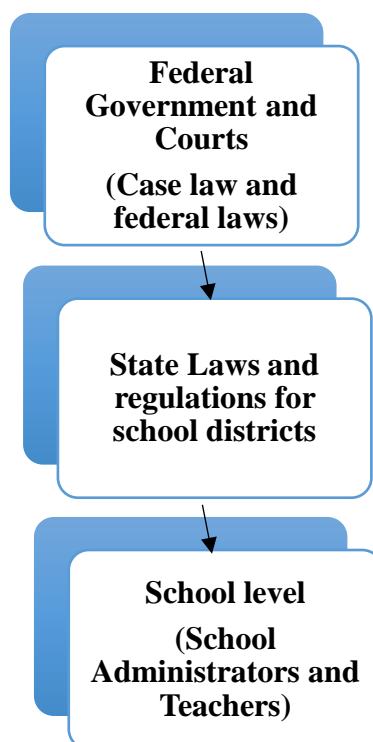 Federal
Government and
Courts
(Case law and
federal laws)
State Laws and
regulations for
school districts
School level
(School
Administrators and
Teachers)